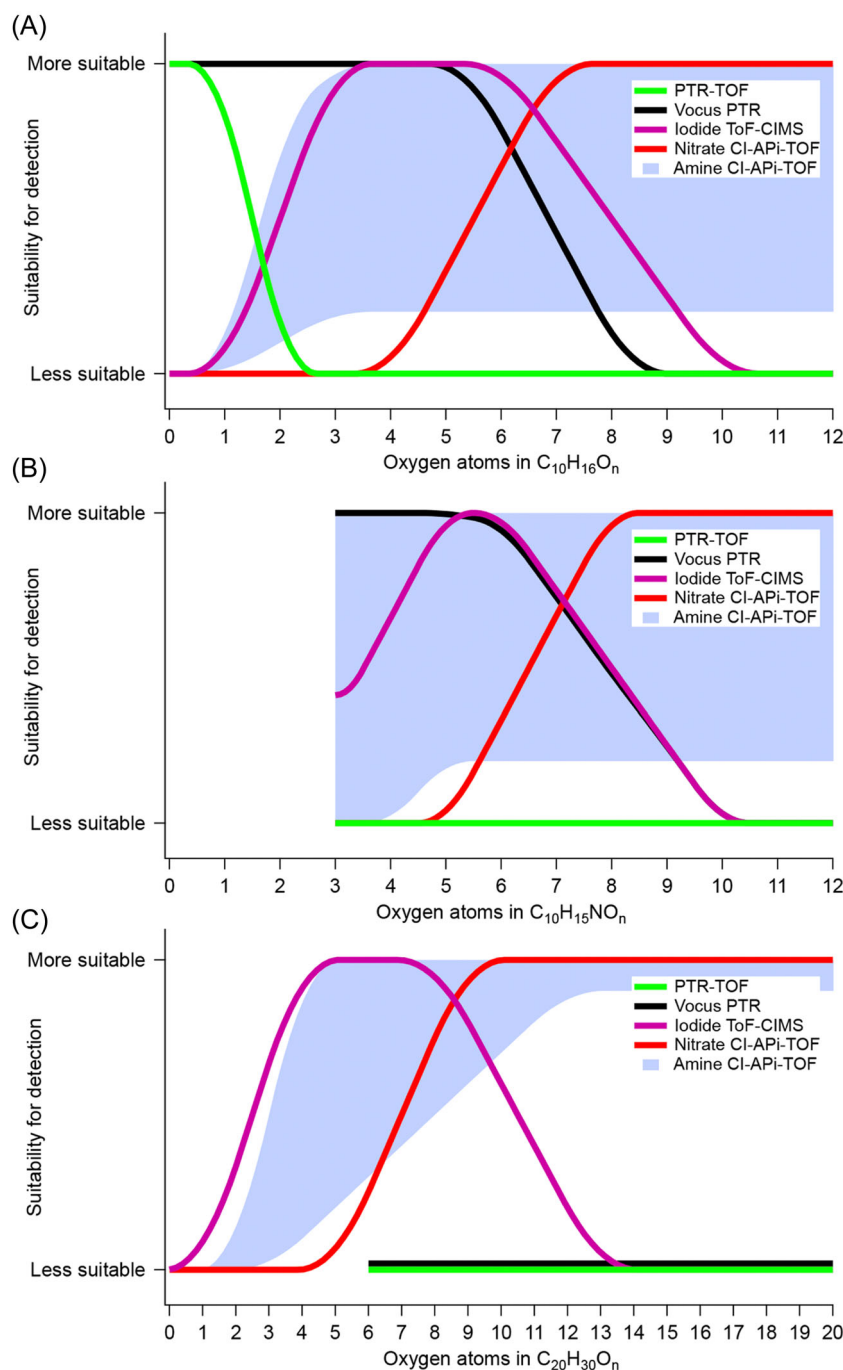 (A)
More suitable
PTR-TOF
Vocus PTR
Iodide ToF-CIMS
Nitrate CI-APi-TOF
Amine CI-APi-TOF
Suitability for detection
Less suitable
0 1 2 3 4 5 6 7 8 9 10 11 12
Oxygen atoms in C₁₀H₁₆Oₙ
(B)
More suitable
PTR-TOF
Vocus PTR
Iodide ToF-CIMS
Nitrate CI-APi-TOF
Amine CI-APi-TOF
Suitability for detection
Less suitable
0 1 2 3 4 5 6 7 8 9 10 11 12
Oxygen atoms in C₁₀H₁₅NOₙ
(C)
More suitable
PTR-TOF
Vocus PTR
Iodide ToF-CIMS
Nitrate CI-APi-TOF
Amine CI-APi-TOF
Suitability for detection
Less suitable
0 1 2 3 4 5 6 7 8 9 10 11 12 13 14 15 16 17 18 19 20
Oxygen atoms in C₂₀H₃₀Oₙ